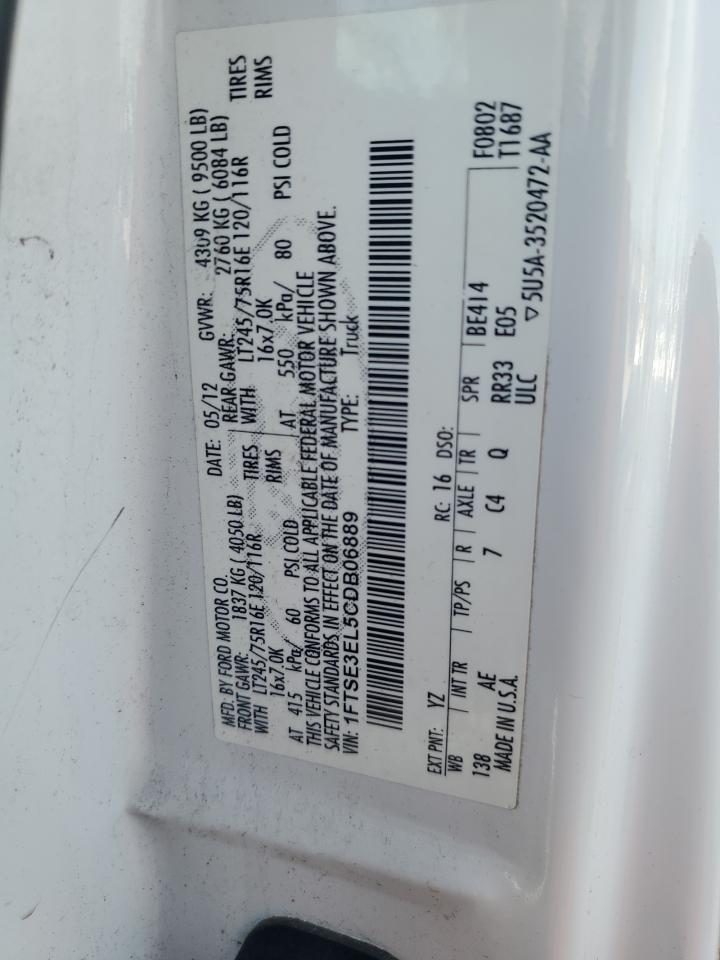 MFD. BY FORD MOTOR CO.
DATE: 05/12 GVWR: 4309 KG ( 9500 LB)
FRONT GAWR: 1837 KG ( 4050 LB) REAR GAWR: 2760 KG ( 6084 LB)
WITH LT245/75R16E 120/116R TIRES WITH LT245/75R16E 120/116R TIRES
16x7.0K RIMS 16x7.0K RIMS
AT 415 kPa/ 60 PSI COLD AT 550 kPa/ 80 PSI COLD
THIS VEHICLE CONFORMS TO ALL APPLICABLE FEDERAL MOTOR VEHICLE
SAFETY STANDARDS IN EFFECT ON THE DATE OF MANUFACTURE SHOWN ABOVE.
VIN: 1FTSE3EL5CDB06889 TYPE: Truck
EXT PNT: YZ RC: 16 DSO:
WB INT TR TP/PS R AXLE TR SPR BE414 F0802
138 AE 7 C4 Q RR33 E05 T1687
MADE IN U.S.A. ULC
▽ 5U5A-3520472-AA